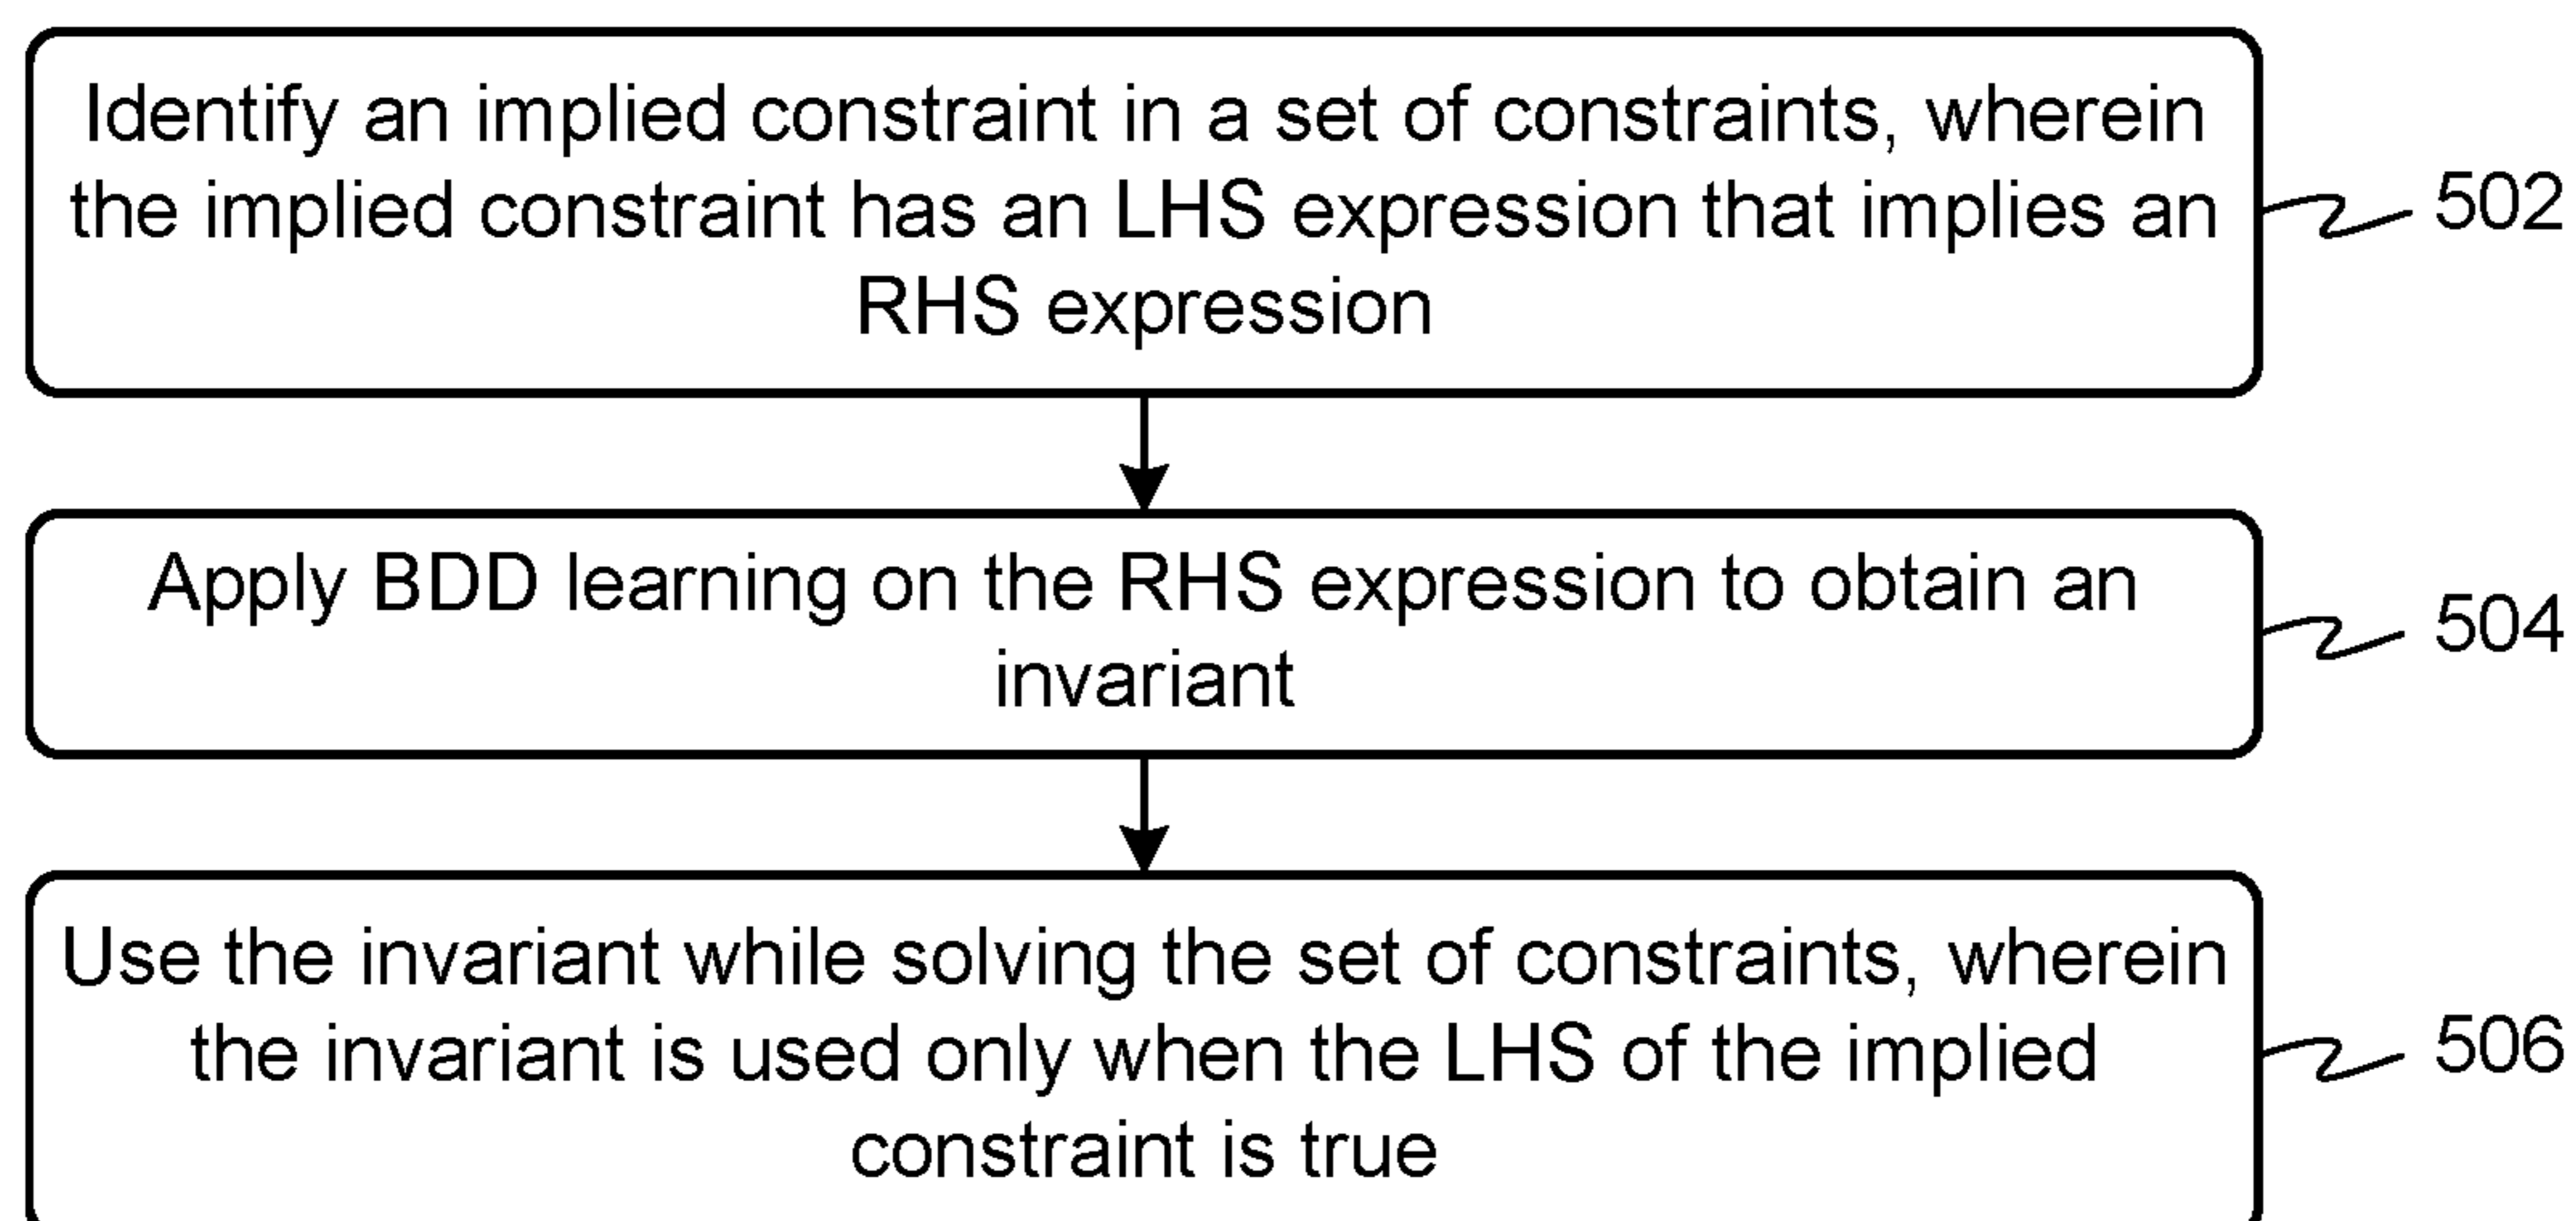 Identify an implied constraint in a set of constraints, wherein
the implied constraint has an LHS expression that implies an
RHS expression
502
Apply BDD learning on the RHS expression to obtain an
invariant
504
Use the invariant while solving the set of constraints, wherein
the invariant is used only when the LHS of the implied
constraint is true
506